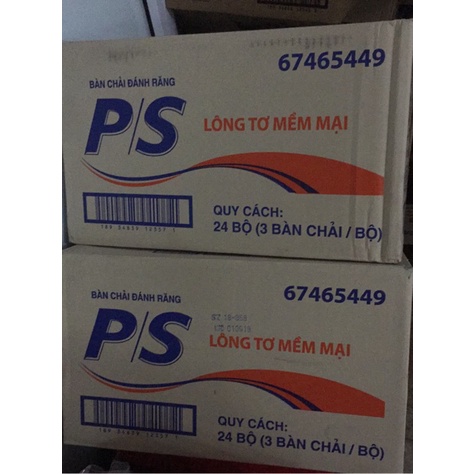 67465449
BÀN CHẢI ĐÁNH RĂNG
P/S
LÔNG TƠ MỀM MẠI
QUY CÁCH:
24 BỘ (3 BÀN CHẢI / BỘ)
67465449
BÀN CHẢI ĐÁNH RĂNG
P/S
LÔNG TƠ MỀM MẠI
QUY CÁCH:
24 BỘ (3 BÀN CHẢI / BỘ)